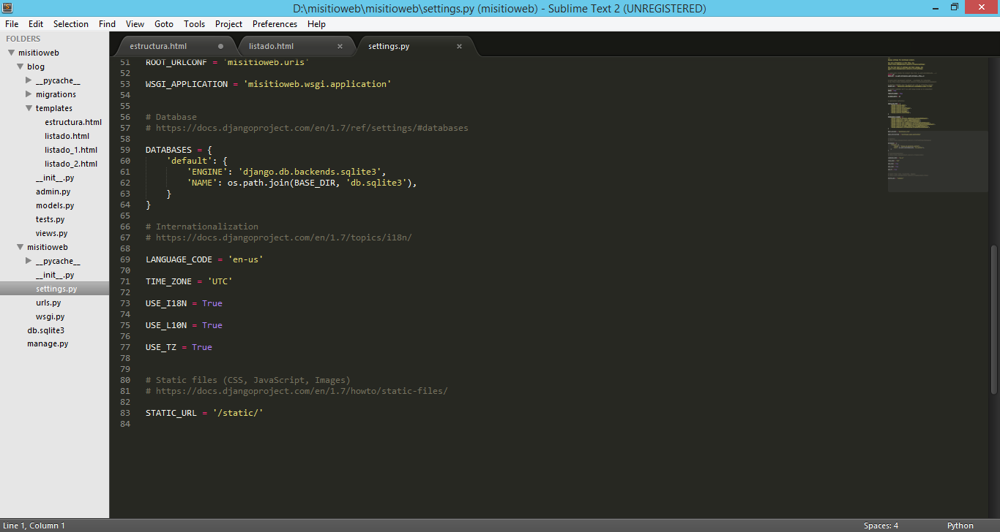 D:\misitioweb\misitioweb\settings.py (misitioweb) - Sublime Text 2 (UNREGISTERED)
File Edit Selection Find View Goto Tools Project Preferences Help
FOLDERS
misitioweb
blog
__pycache__
migrations
templates
estructura.html
listado.html
listado_1.html
listado_2.html
__init__.py
admin.py
models.py
tests.py
views.py
misitioweb
__pycache__
__init__.py
settings.py
urls.py
wsgi.py
db.sqlite3
manage.py
estructura.html listado.html settings.py
51 ROOT_URLCONF = 'misitioweb.urls'
52
53 WSGI_APPLICATION = 'misitioweb.wsgi.application'
54
55
56 # Database
57 # https://docs.djangoproject.com/en/1.7/ref/settings/#databases
58
59 DATABASES = {
60     'default': {
61         'ENGINE': 'django.db.backends.sqlite3',
62         'NAME': os.path.join(BASE_DIR, 'db.sqlite3'),
63     }
64 }
65
66 # Internationalization
67 # https://docs.djangoproject.com/en/1.7/topics/i18n/
68
69 LANGUAGE_CODE = 'en-us'
70
71 TIME_ZONE = 'UTC'
72
73 USE_I18N = True
74
75 USE_L10N = True
76
77 USE_TZ = True
78
79
80 # Static files (CSS, JavaScript, Images)
81 # https://docs.djangoproject.com/en/1.7/howto/static-files/
82
83 STATIC_URL = '/static/'
84
Line 1, Column 1 Spaces: 4 Python